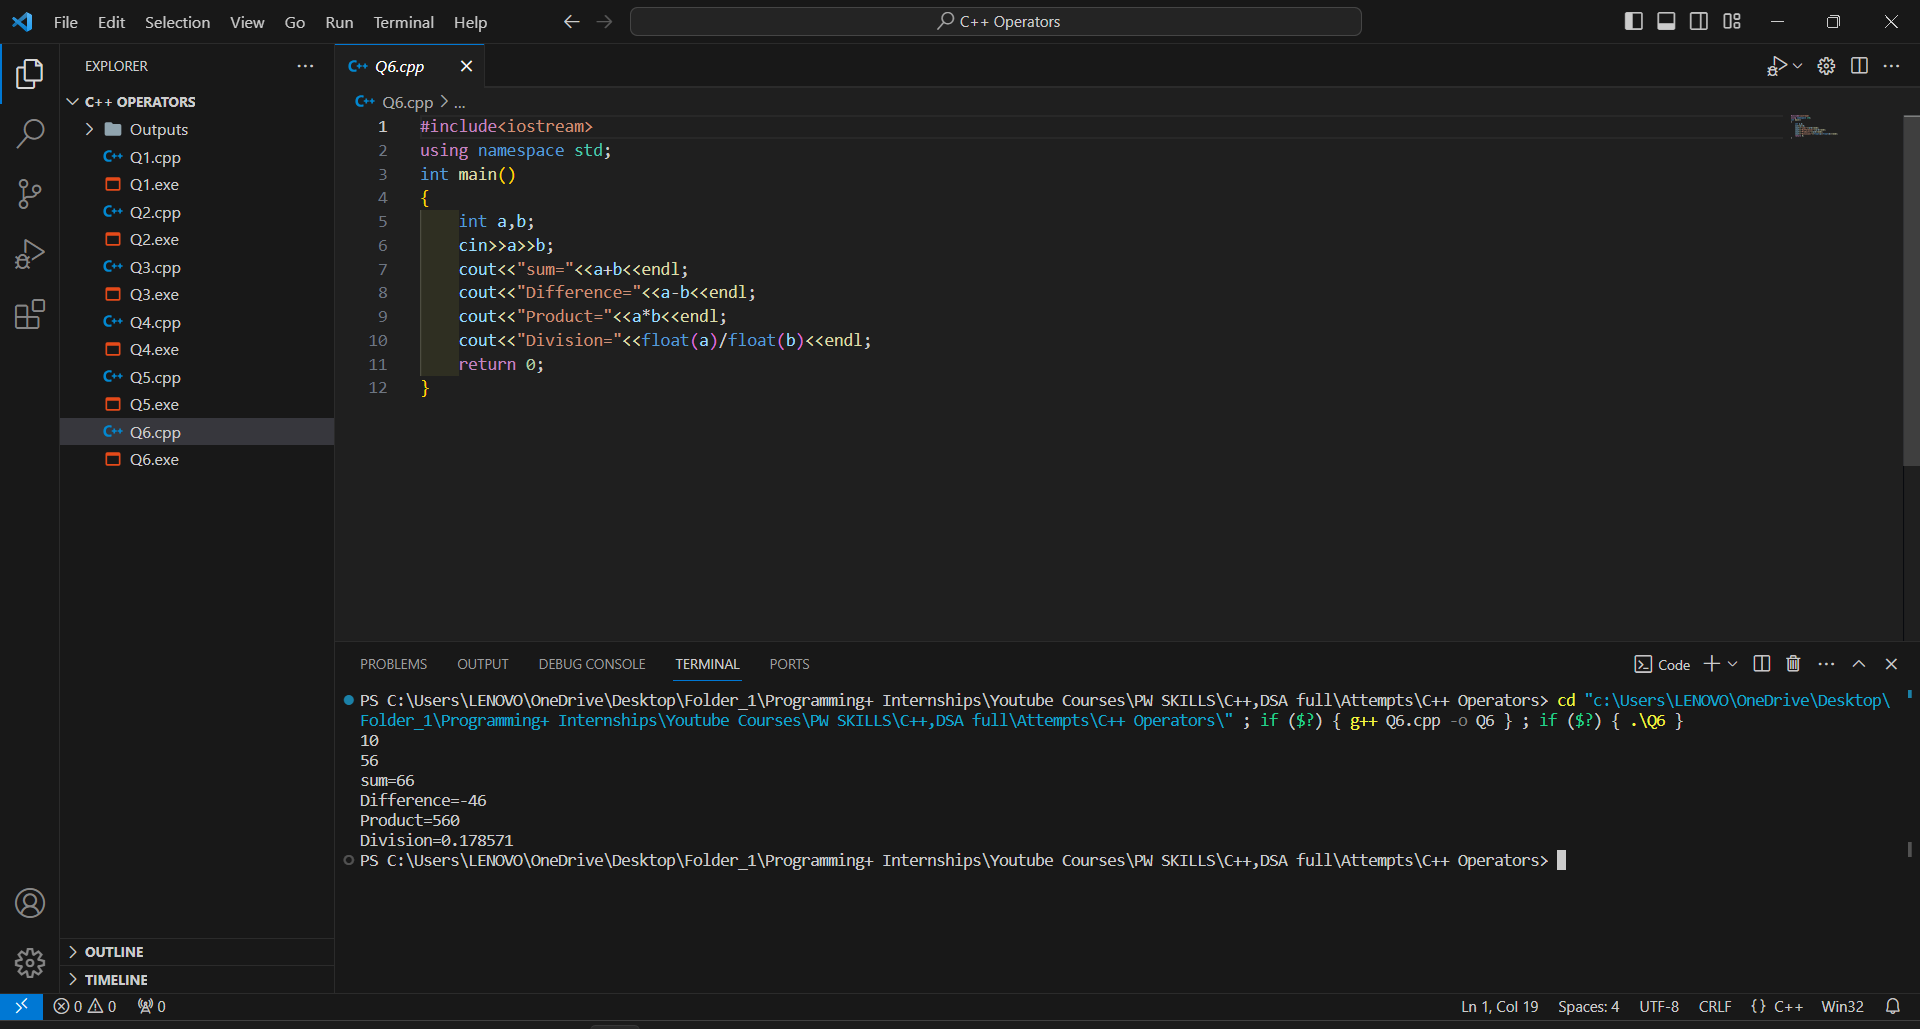 File Edit Selection View Go Run Terminal Help
C++ Operators
EXPLORER
C++ OPERATORS
Outputs
Q1.cpp
Q1.exe
Q2.cpp
Q2.exe
Q3.cpp
Q3.exe
Q4.cpp
Q4.exe
Q5.cpp
Q5.exe
Q6.cpp
Q6.exe
OUTLINE
TIMELINE
C++ Q6.cpp
C++ Q6.cpp > ...
1 #include<iostream>
2 using namespace std;
3 int main()
4 {
5     int a,b;
6     cin>>a>>b;
7     cout<<"sum="<<a+b<<endl;
8     cout<<"Difference="<<a-b<<endl;
9     cout<<"Product="<<a*b<<endl;
10     cout<<"Division="<<float(a)/float(b)<<endl;
11     return 0;
12 }
PROBLEMS OUTPUT DEBUG CONSOLE TERMINAL PORTS
Code
PS C:\Users\LENOVO\OneDrive\Desktop\Folder_1\Programming+ Internships\Youtube Courses\PW SKILLS\C++,DSA full\Attempts\C++ Operators> cd "c:\Users\LENOVO\OneDrive\Desktop\
Folder_1\Programming+ Internships\Youtube Courses\PW SKILLS\C++,DSA full\Attempts\C++ Operators\" ; if ($?) { g++ Q6.cpp -o Q6 } ; if ($?) { .\Q6 }
10
56
sum=66
Difference=-46
Product=560
Division=0.178571
PS C:\Users\LENOVO\OneDrive\Desktop\Folder_1\Programming+ Internships\Youtube Courses\PW SKILLS\C++,DSA full\Attempts\C++ Operators>
0 0 0
Ln 1, Col 19 Spaces: 4 UTF-8 CRLF {} C++ Win32